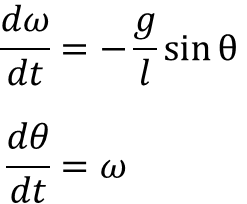 dω/dt = −g/l sin θ
dθ/dt = ω